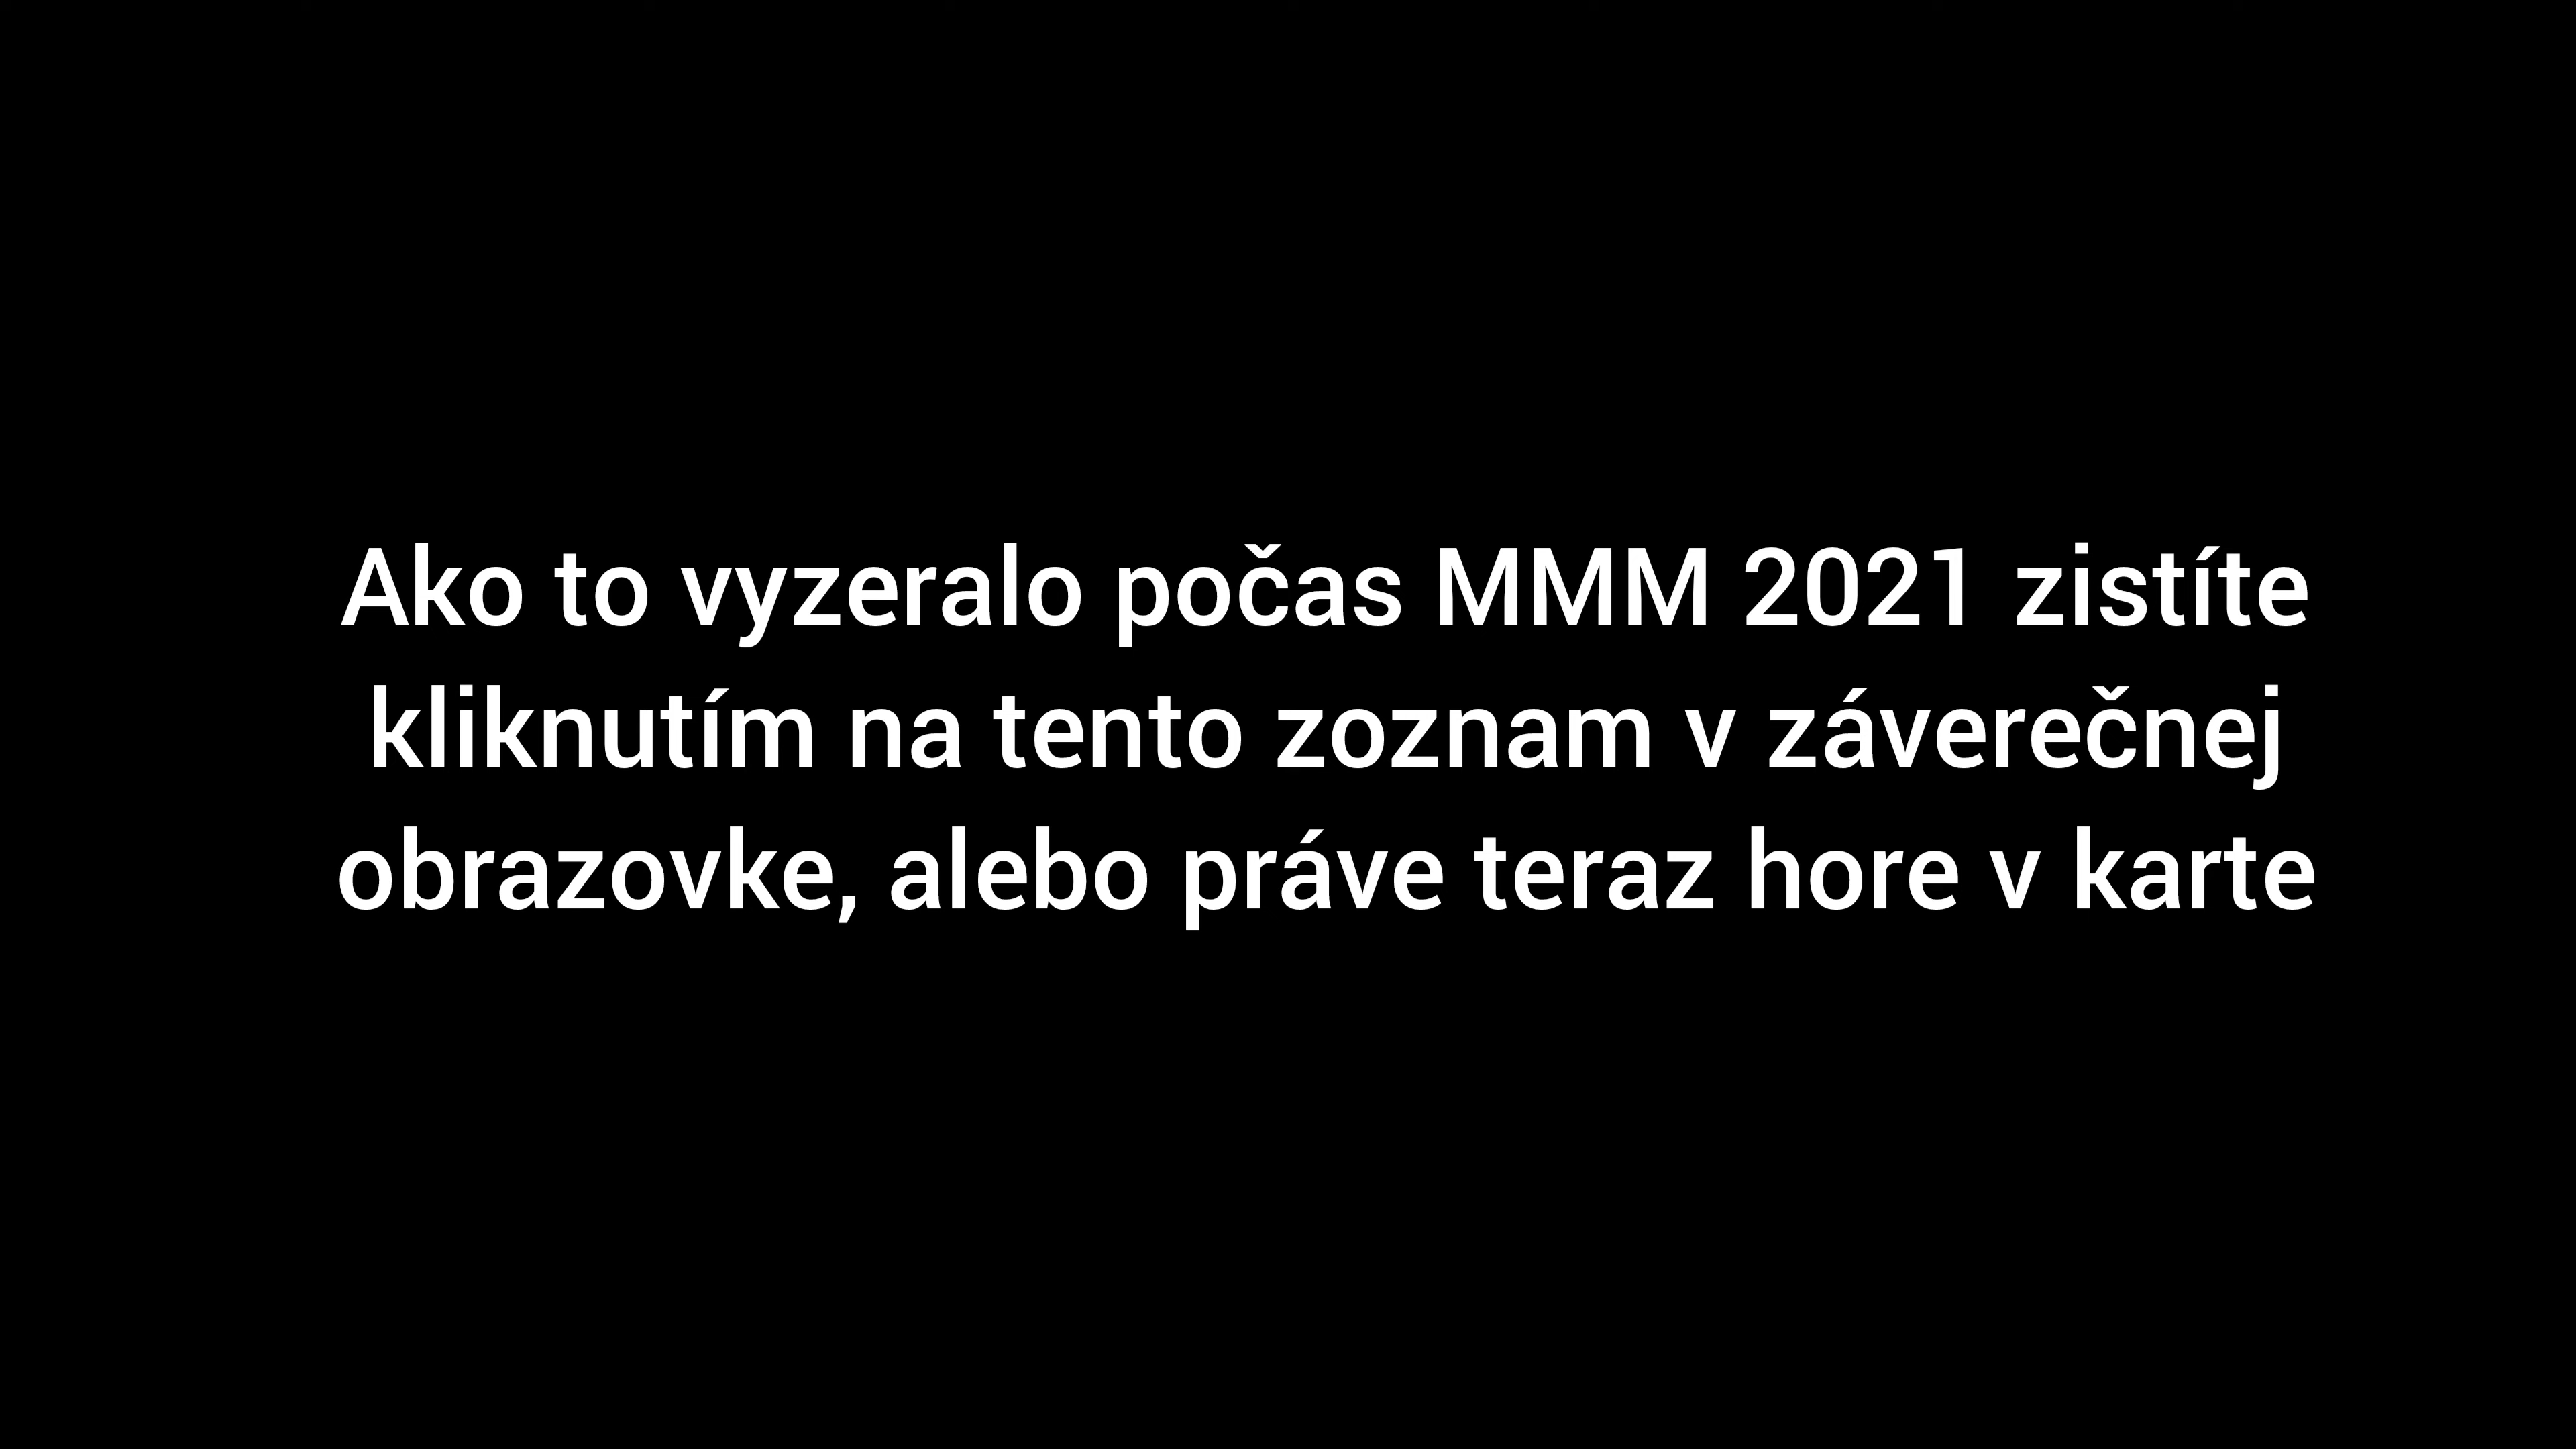 Ako to vyzeralo počas MMM 2021 zistíte
kliknutím na tento zoznam v záverečnej
obrazovke, alebo práve teraz hore v karte